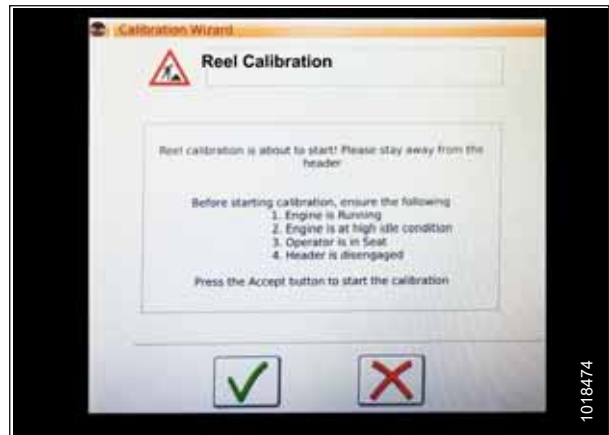 Calibration Wizard
Reel Calibration
Reel calibration is about to start! Please stay away from the
header
Before starting calibration, ensure the following
1. Engine is Running
2. Engine is at high idle condition
3. Operator is in Seat
4. Header is disengaged
Press the Accept button to start the calibration
1018474